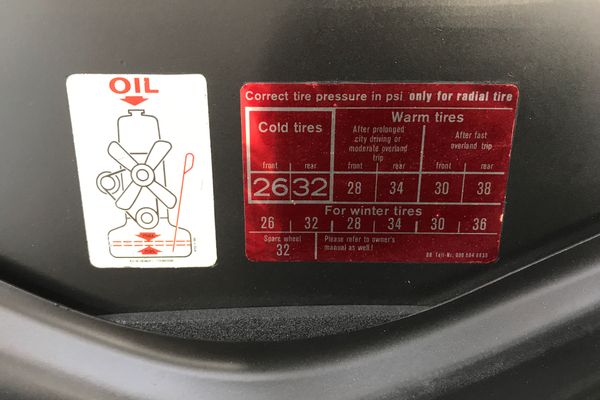 OIL
Correct tire pressure in psi only for radial tire
Cold tires
Warm tires
After prolonged
city driving or
moderate overland
trip
After fast
overland trip
front rear front rear front rear
26 32 28 34 30 38
For winter tires
26 32 28 34 30 36
Spare wheel
32
Please refer to owner's
manual as well!